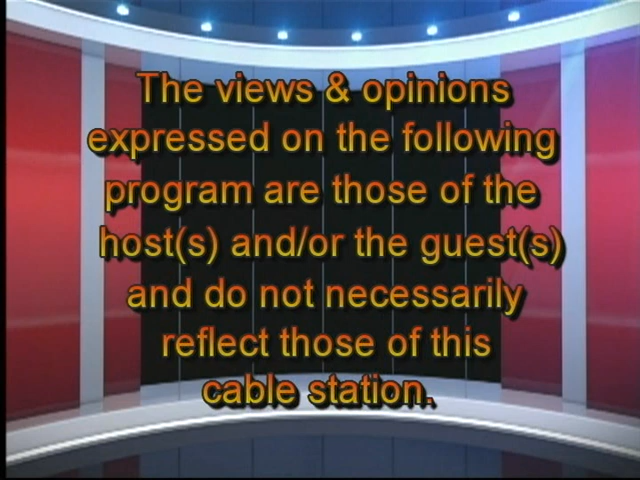 The views & opinions
expressed on the following
program are those of the
host(s) and/or the guest(s)
and do not necessarily
reflect those of this
cable station.